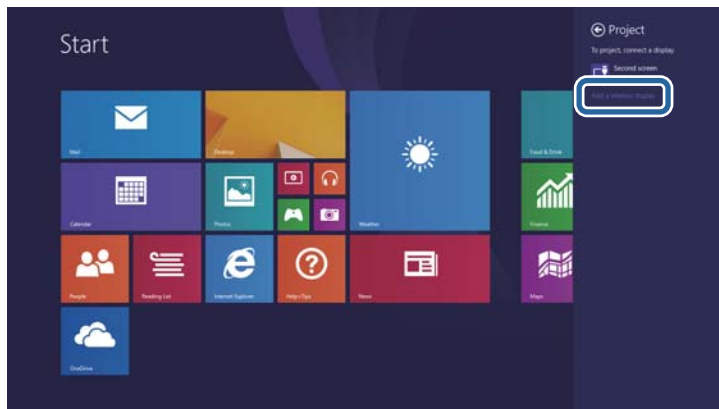 Start
Project
To project, connect a display
Second screen
Add a wireless display
Mail
Desktop
Food & Drink
Calendar
Photos
Weather
Finance
People
Reading List
Internet Explorer
Help+Tips
News
Maps
OneDrive